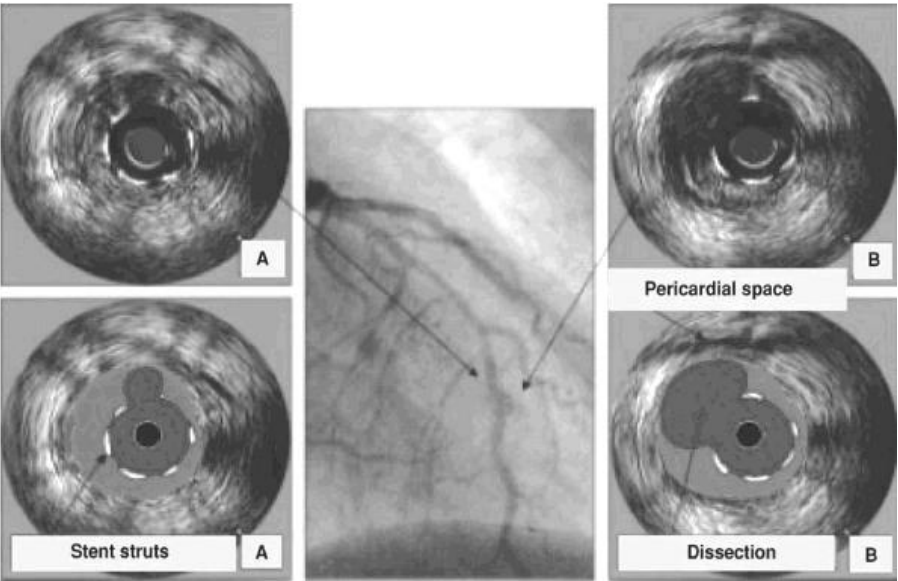 A
B
Pericardial space
Stent struts
A
Dissection
B